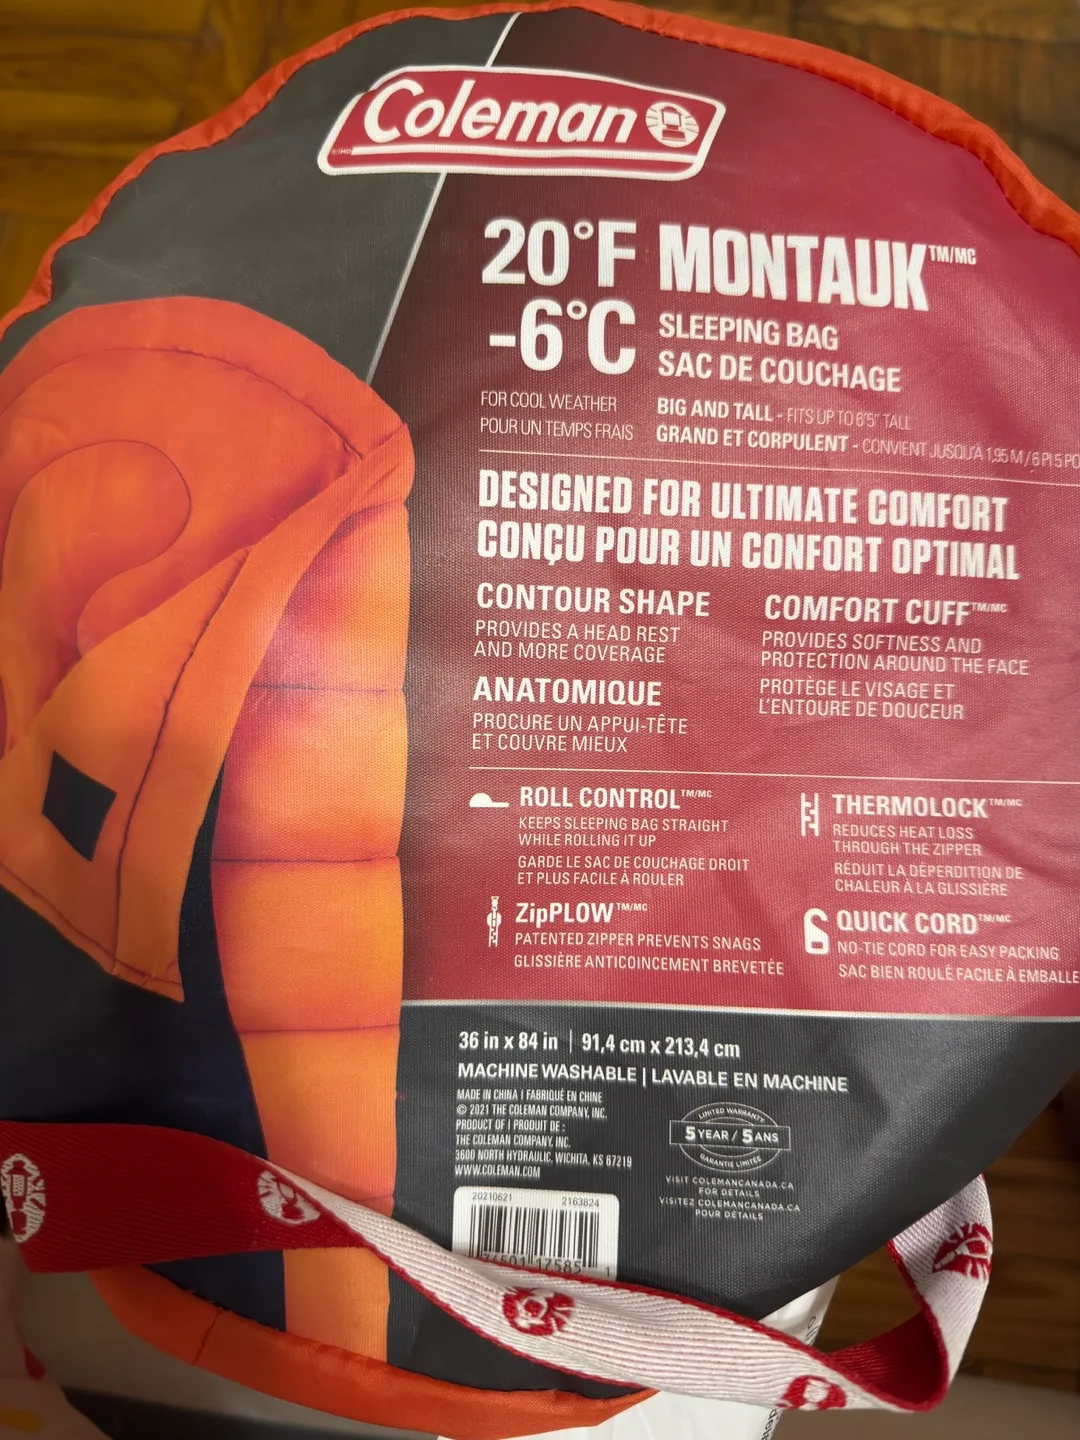 Coleman
®/MD
20°F MONTAUK™/MC
-6°C
SLEEPING BAG
SAC DE COUCHAGE
FOR COOL WEATHER
POUR UN TEMPS FRAIS
BIG AND TALL - FITS UP TO 6'5" TALL
GRAND ET CORPULENT - CONVIENT JUSQU'À 1,95 M / 6 PI 5 PO
DESIGNED FOR ULTIMATE COMFORT
CONÇU POUR UN CONFORT OPTIMAL
CONTOUR SHAPE
PROVIDES A HEAD REST
AND MORE COVERAGE
ANATOMIQUE
PROCURE UN APPUI-TÊTE
ET COUVRE MIEUX
COMFORT CUFF™/MC
PROVIDES SOFTNESS AND
PROTECTION AROUND THE FACE
PROTÈGE LE VISAGE ET
L'ENTOURE DE DOUCEUR
ROLL CONTROL™/MC
KEEPS SLEEPING BAG STRAIGHT
WHILE ROLLING IT UP
GARDE LE SAC DE COUCHAGE DROIT
ET PLUS FACILE À ROULER
THERMOLOCK™/MC
REDUCES HEAT LOSS
THROUGH THE ZIPPER
RÉDUIT LA DÉPERDITION DE
CHALEUR À LA GLISSIÈRE
ZipPLOW™/MC
PATENTED ZIPPER PREVENTS SNAGS
GLISSIÈRE ANTICOINCEMENT BREVETÉE
QUICK CORD™/MC
NO-TIE CORD FOR EASY PACKING
SAC BIEN ROULÉ FACILE À EMBALLE
36 in x 84 in | 91,4 cm x 213,4 cm
MACHINE WASHABLE | LAVABLE EN MACHINE
MADE IN CHINA | FABRIQUÉ EN CHINE
© 2021 THE COLEMAN COMPANY, INC.
PRODUCT OF | PRODUIT DE :
THE COLEMAN COMPANY, INC.
3600 NORTH HYDRAULIC, WICHITA, KS 67219
WWW.COLEMAN.COM
LIMITED WARRANTY
5 YEAR / 5 ANS
GARANTIE LIMITÉE
VISIT COLEMANCANADA.CA
FOR DETAILS
VISITEZ COLEMANCANADA.CA
POUR DÉTAILS
20210621 2163824
76501 17585 1